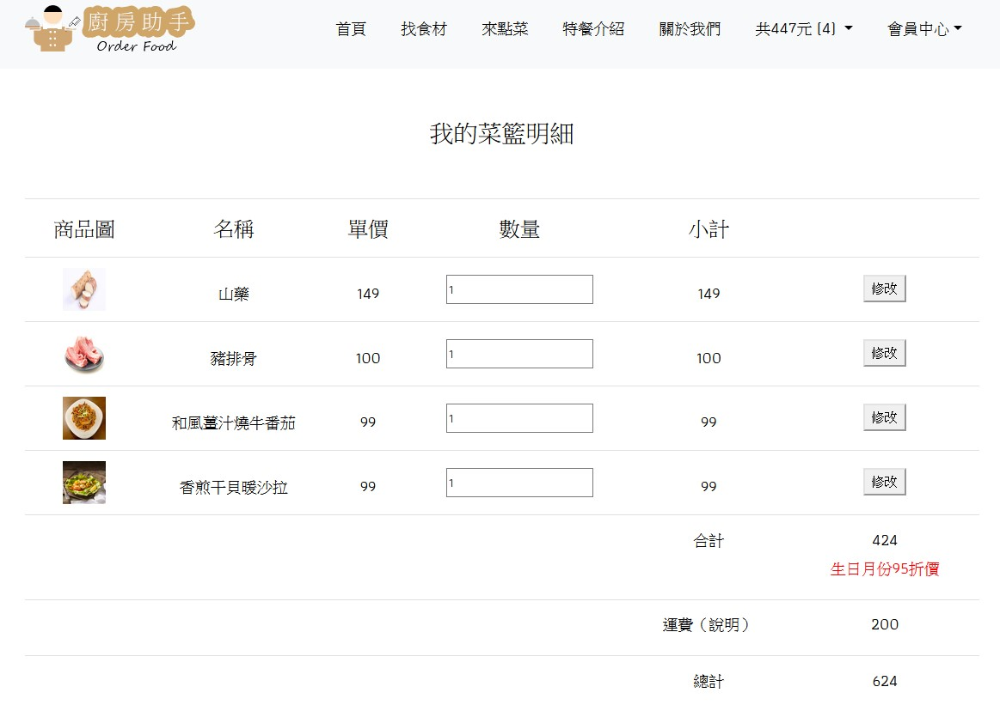 廚房助手
Order Food
首頁 找食材 來點菜 特餐介紹 關於我們 共447元 (4) 會員中心
我的菜籃明細
商品圖 名稱 單價 數量 小計
山藥 149 1 149 修改
豬排骨 100 1 100 修改
和風薑汁燒牛番茄 99 1 99 修改
香煎干貝暖沙拉 99 1 99 修改
合計 424
生日月份95折價
運費（說明） 200
總計 624